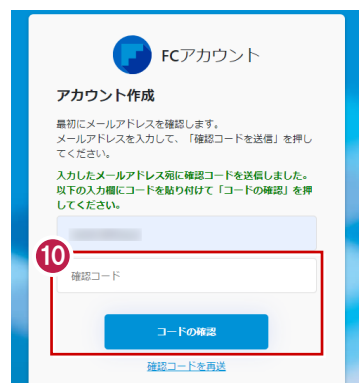 FCアカウント
アカウント作成
最初にメールアドレスを確認します。
メールアドレスを入力して、「確認コードを送信」を押し
てください。
入力したメールアドレス宛に確認コードを送信しました。
以下の入力欄にコードを貼り付けて「コードの確認」を押
してください。
10
確認コード
コードの確認
確認コードを再送